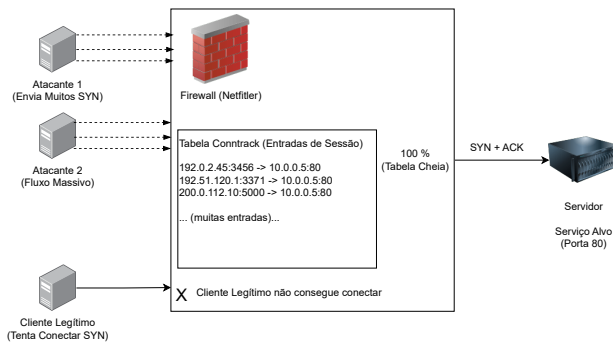 Atacante 1
(Envia Muitos SYN)
Firewall (Netfitler)
Atacante 2
(Fluxo Massivo)
Tabela Conntrack (Entradas de Sessão)
192.0.2.45:3456 -> 10.0.0.5:80
192.51.120.1:3371 -> 10.0.0.5:80
200.0.112.10:5000 -> 10.0.0.5:80
... (muitas entradas)...
100 %
(Tabela Cheia)
SYN + ACK
Servidor
Serviço Alvo
(Porta 80)
X Cliente Legítimo não consegue conectar
Cliente Legítimo
(Tenta Conectar SYN)